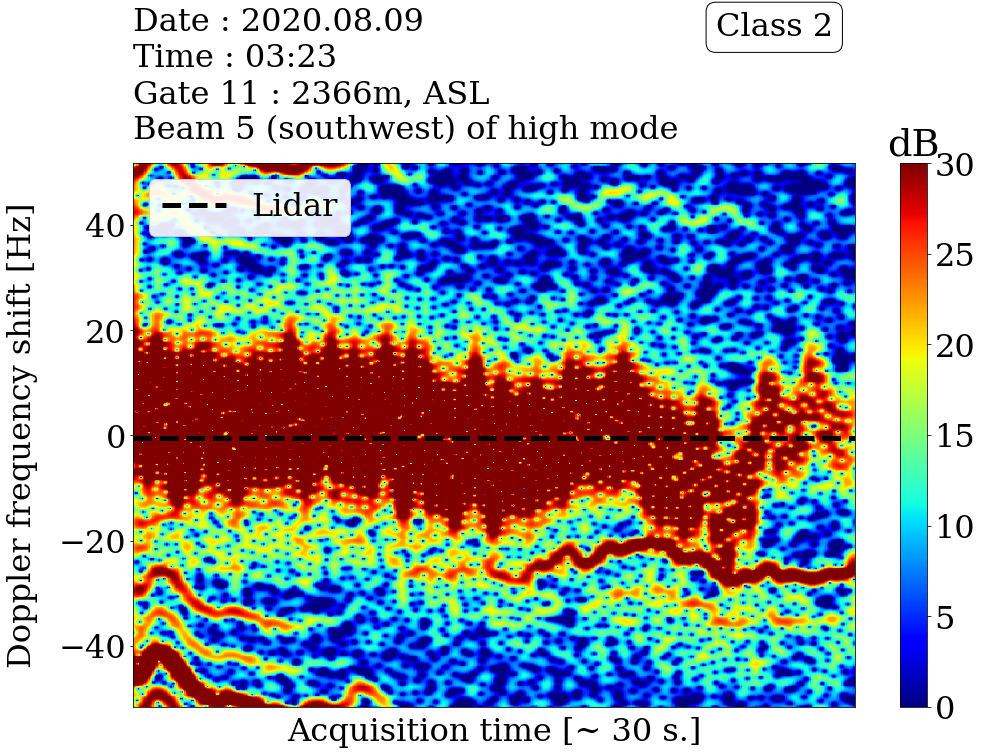 Date : 2020.08.09
Time : 03:23
Gate 11 : 2366m, ASL
Beam 5 (southwest) of high mode
Class 2
dB
Lidar
Doppler frequency shift [Hz]
40
20
0
−20
−40
Acquisition time [~ 30 s.]
30
25
20
15
10
5
0